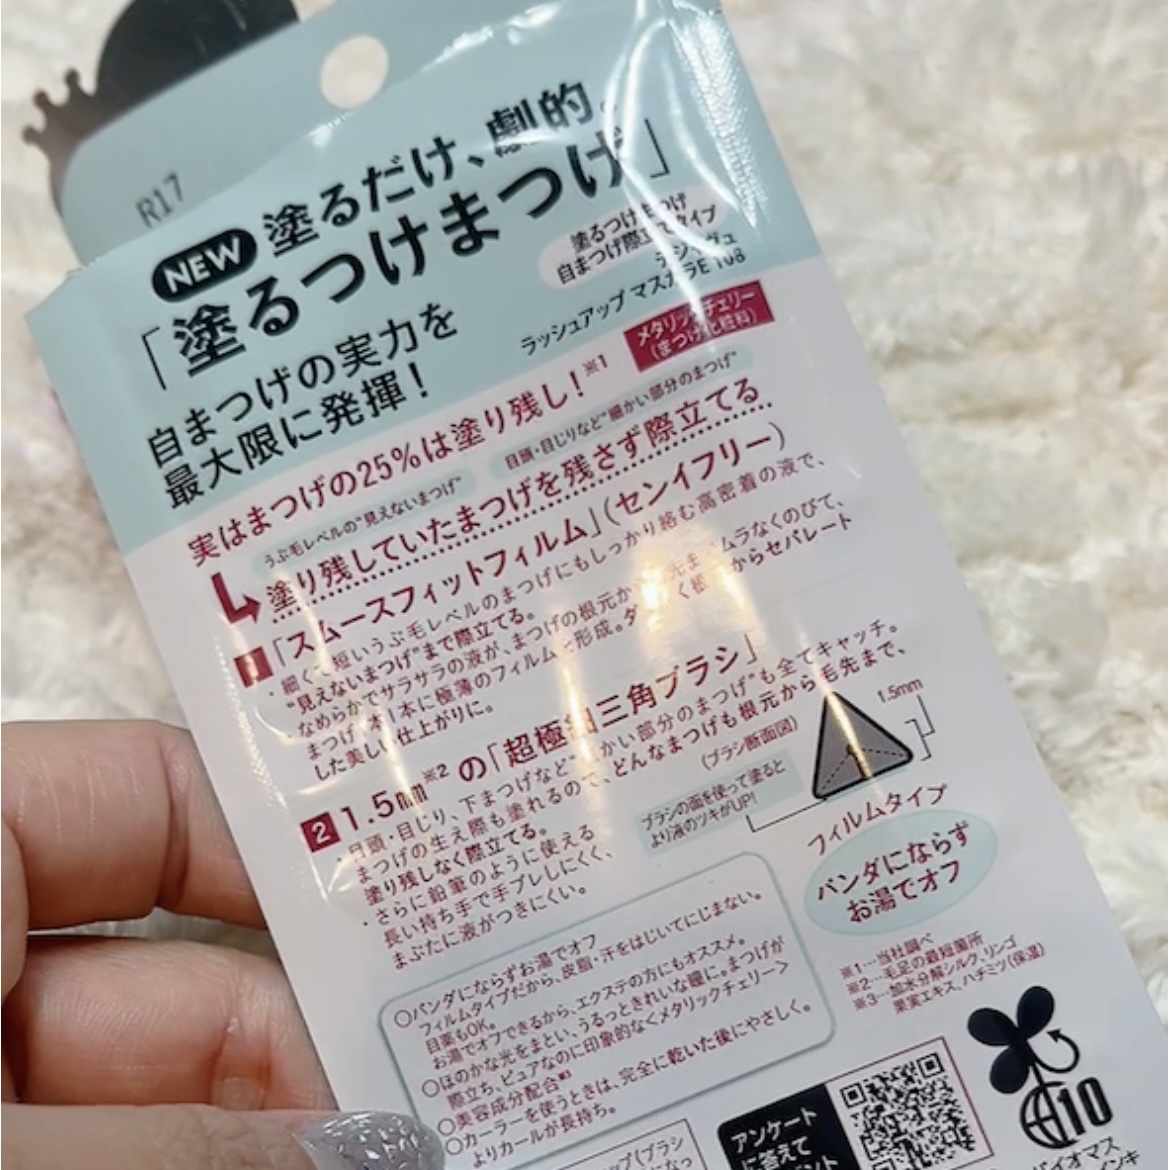 R17
NEW 塗るだけ、劇的。
「塗るつけまつげ」
自まつげの実力を
最大限に発揮!
塗るつけまつげ
自まつげ際立てタイプ
ラッシュアップ マスカラE 108
メタリックチェリー
(まつげ化粧料)
実はまつげの25%は塗り残し!※1
うぶ毛レベルの"見えないまつげ"
目頭・目じりなど"細かい部分のまつげ"
塗り残していたまつげを残さず際立てる
1 「スムースフィットフィルム」(センイフリー)
・細くて短いうぶ毛レベルのまつげにもしっかり絡む高密着の液で、
"見えないまつげ"まで際立てる。
・なめらかでサラサラの液が、まつげの根元から毛先までムラなくのびて、
まつげ1本1本に極薄のフィルムを形成。ダマなく根元からセパレート
した美しい仕上がりに。
2 1.5mm※2の「超極細三角ブラシ」
・目頭・目じり、下まつげなど"細かい部分のまつげ"も全てキャッチ。
まつげの生え際も塗れるので、どんなまつげも根元から毛先まで、
塗り残しなく際立てる。
・さらに鉛筆のように使える
長い持ち手で手ブレしにくく、
まぶたに液がつきにくい。
(ブラシ断面図)
1.5mm
ブラシの面を使って塗ると
より液のツキがUP!
フィルムタイプ
パンダにならず
お湯でオフ
○パンダにならずお湯でオフ
フィルムタイプだから、皮脂・汗をはじいてにじまない。
目薬もOK。
お湯でオフできるから、エクステの方にもオススメ。
○ほのかな光をまとい、うるっときれいな瞳に。まつげが
際立ち、ピュアなのに印象的なくメタリックチェリー>
○美容成分配合※3
○カーラーを使うときは、完全に乾いた後にやさしく。
よりカールが長持ち。
※1…当社調べ
※2…毛足の最短箇所
※3…加水分解シルク、リンゴ
果実エキス、ハチミツ(保湿)
アンケート
に答えて
10